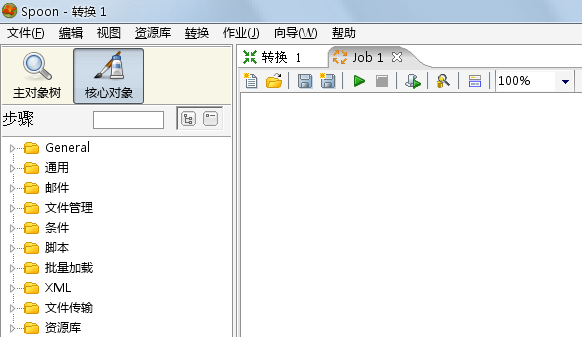 Spoon - 转换 1
文件(F) 编辑 视图 资源库 转换 作业(J) 向导(W) 帮助
主对象树 核心对象
转换 1 Job 1
步骤
100%
General
通用
邮件
文件管理
条件
脚本
批量加载
XML
文件传输
资源库